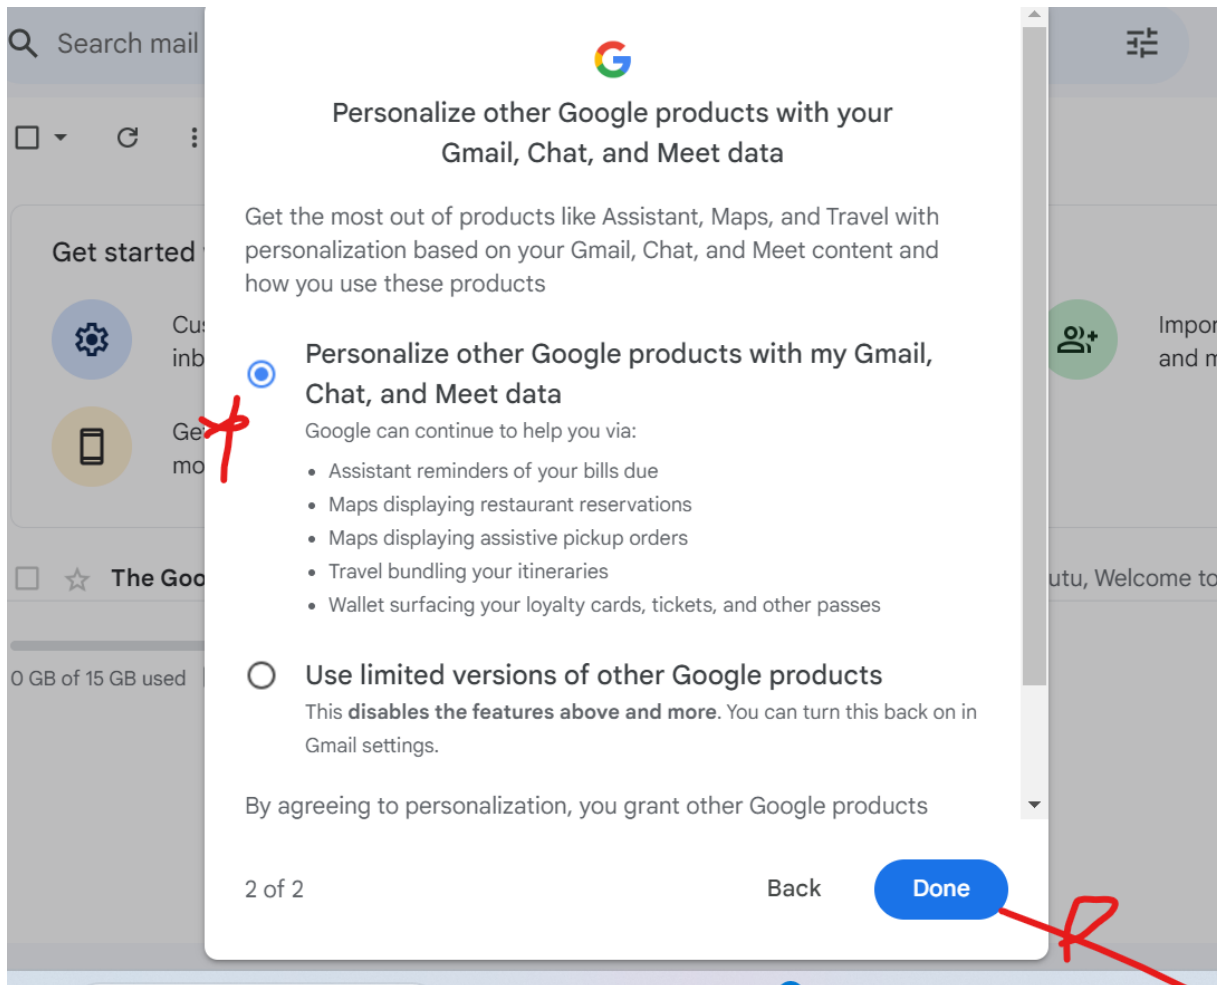 Search mail
Personalize other Google products with your
Gmail, Chat, and Meet data
Get the most out of products like Assistant, Maps, and Travel with
personalization based on your Gmail, Chat, and Meet content and
how you use these products
Get started
Cus
inb
Get
mo
Impor
and m
Personalize other Google products with my Gmail,
Chat, and Meet data
Google can continue to help you via:
• Assistant reminders of your bills due
• Maps displaying restaurant reservations
• Maps displaying assistive pickup orders
• Travel bundling your itineraries
• Wallet surfacing your loyalty cards, tickets, and other passes
The Goo
utu, Welcome to
0 GB of 15 GB used
Use limited versions of other Google products
This disables the features above and more. You can turn this back on in
Gmail settings.
By agreeing to personalization, you grant other Google products
2 of 2
Back
Done